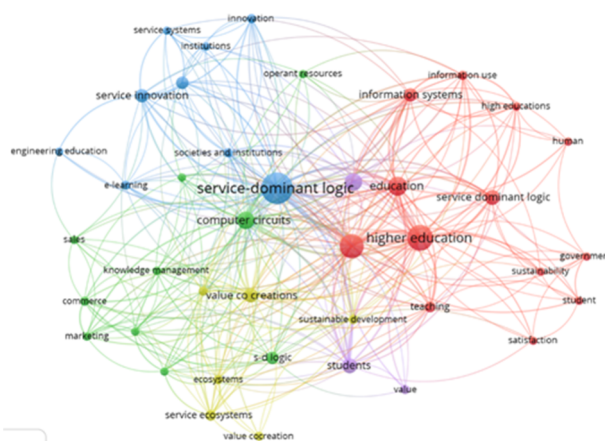 innovation
service systems
institutions
operant resources
information use
service innovation
information systems
high educations
human
engineering education
societies and institutions
e-learning
service-dominant logic
education
service dominant logic
computer circuits
sales
higher education
knowledge management
governmen
sustainability
value co creations
commerce
student
teaching
sustainable development
marketing
satisfaction
s-d logic
students
ecosystems
value
service ecosystems
value cocreation